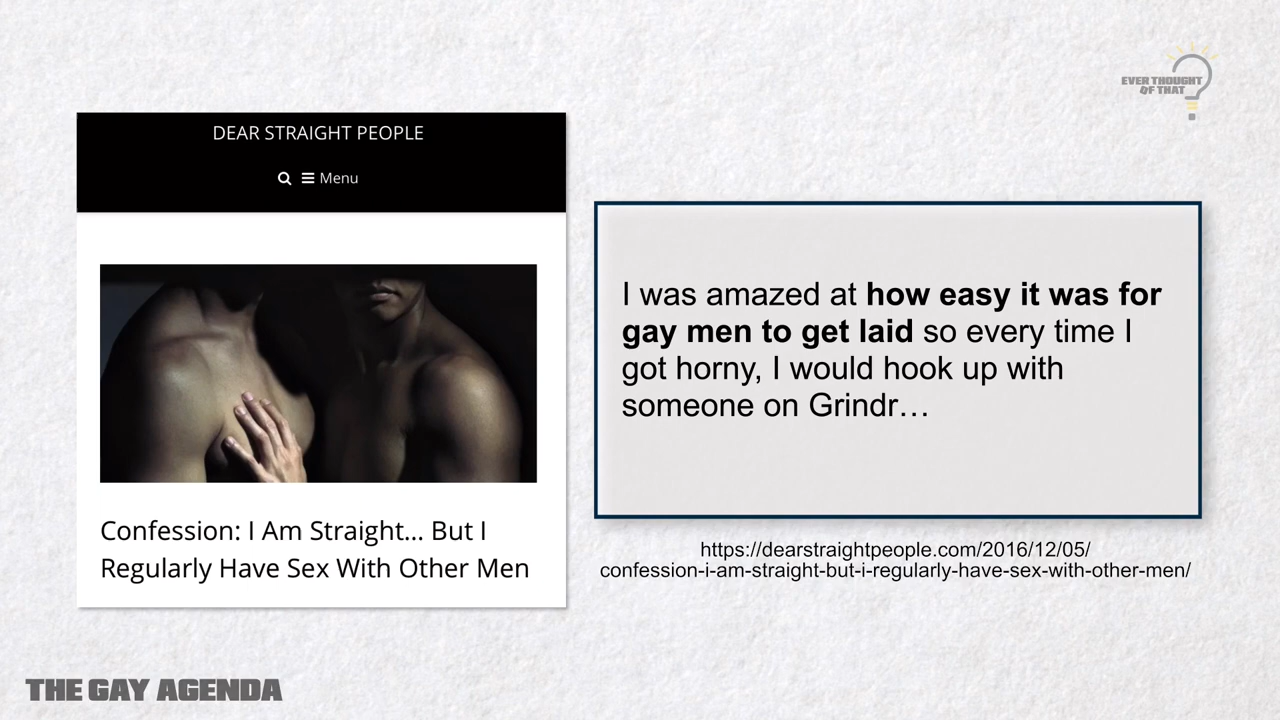 DEAR STRAIGHT PEOPLE
Menu
Confession: I Am Straight... But I
Regularly Have Sex With Other Men
EVER THOUGHT
OF THAT
I was amazed at how easy it was for
gay men to get laid so every time I
got horny, I would hook up with
someone on Grindr…
https://dearstraightpeople.com/2016/12/05/
confession-i-am-straight-but-i-regularly-have-sex-with-other-men/
THE GAY AGENDA